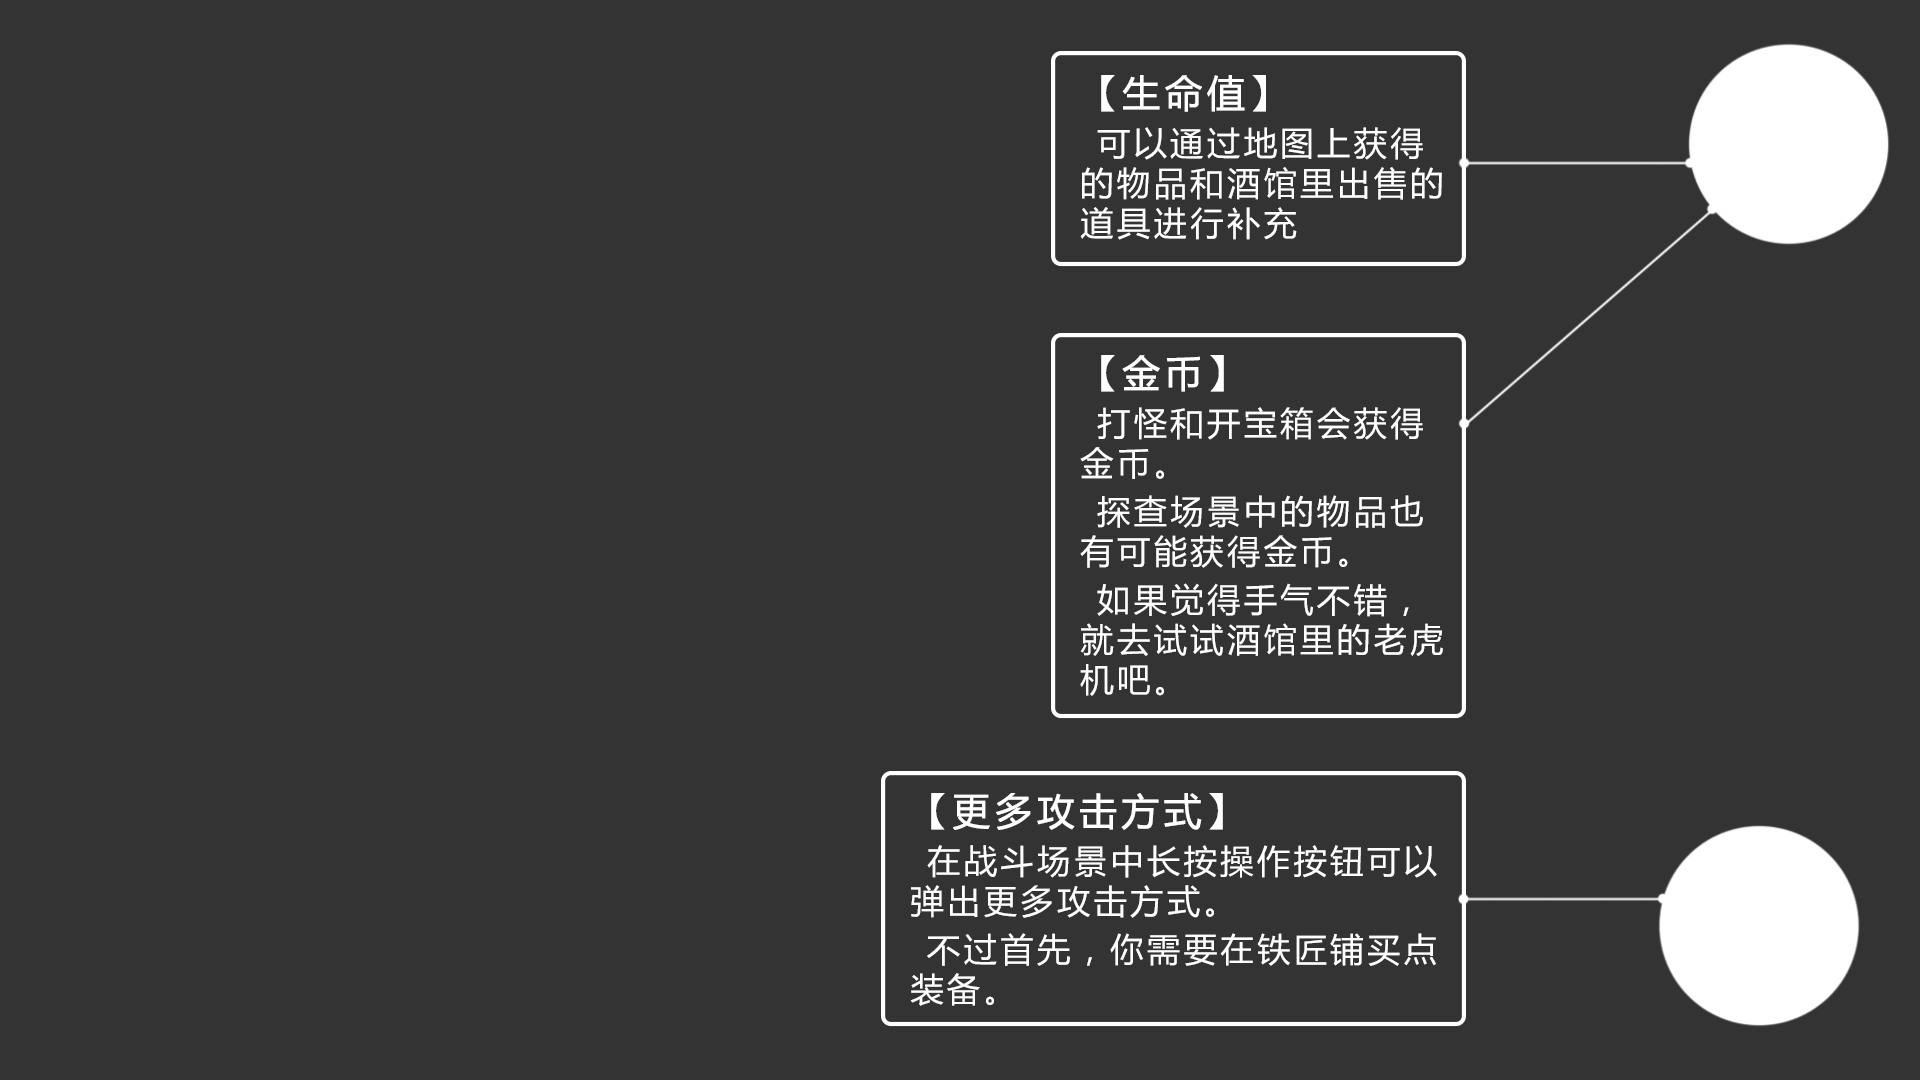 【生命值】
可以通过地图上获得
的物品和酒馆里出售的
道具进行补充
【金币】
打怪和开宝箱会获得
金币。
探查场景中的物品也
有可能获得金币。
如果觉得手气不错，
就去试试酒馆里的老虎
机吧。
【更多攻击方式】
在战斗场景中长按操作按钮可以
弹出更多攻击方式。
不过首先，你需要在铁匠铺买点
装备。